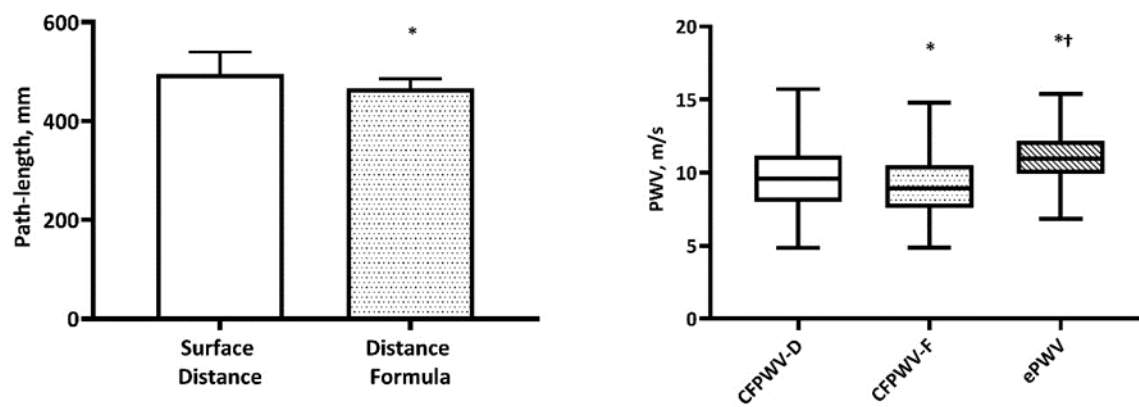 600
400
200
0
Path-length, mm
*
Surface
Distance
Distance
Formula
20
15
10
5
0
PWV, m/s
*
*†
CFPWV-D
CFPWV-F
ePWV